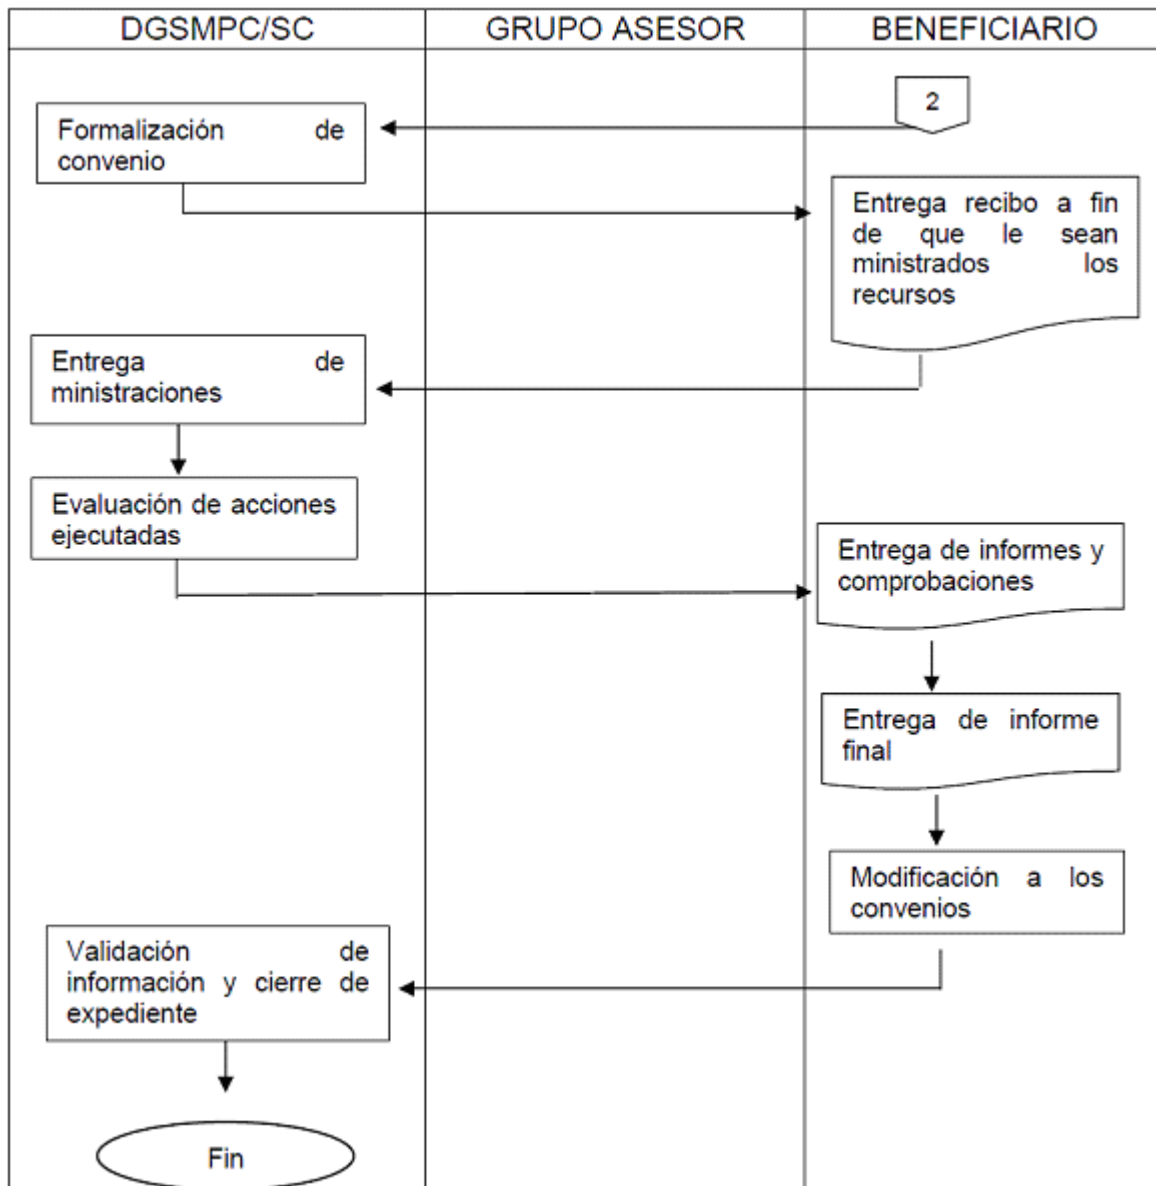 DGSMPC/SC
GRUPO ASESOR
BENEFICIARIO
2
Formalización de
convenio
Entrega recibo a fin
de que le sean
ministrados los
recursos
Entrega de
ministraciones
Evaluación de acciones
ejecutadas
Entrega de informes y
comprobaciones
Entrega de informe
final
Modificación a los
convenios
Validación de
información y cierre de
expediente
Fin